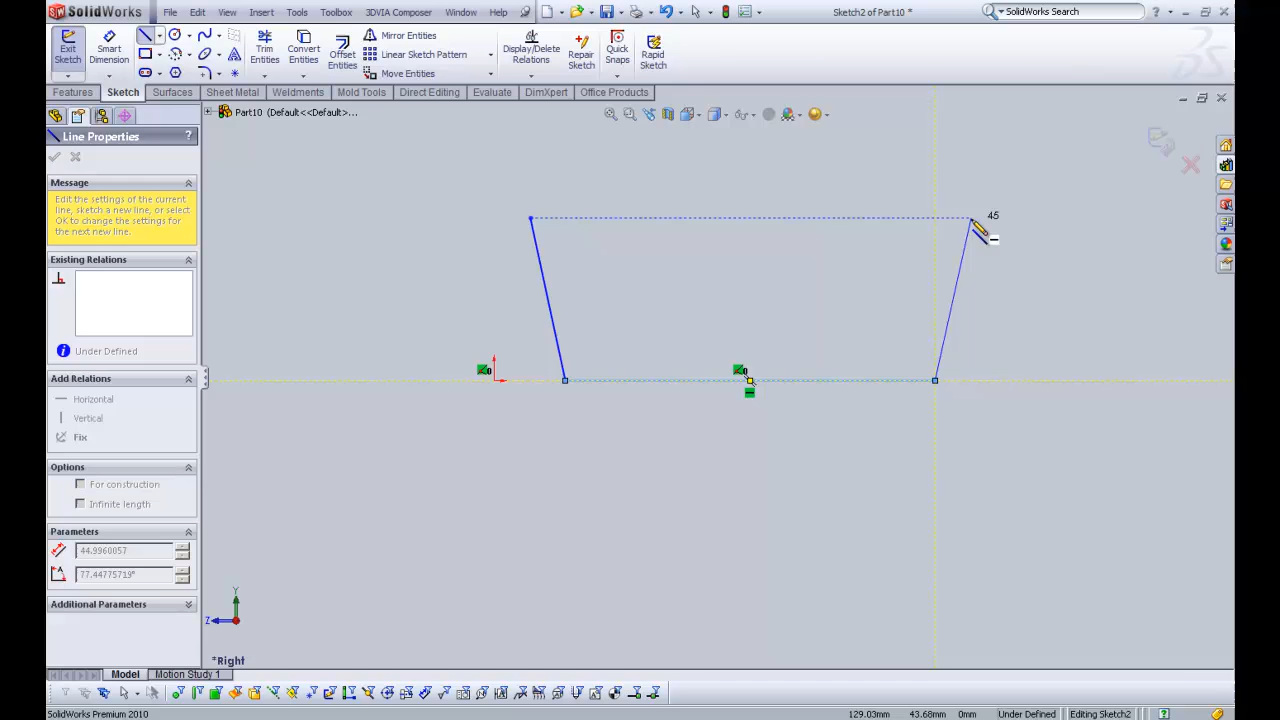 SolidWorks File Edit View Insert Tools Toolbox 3DVIA Composer Window Help Sketch2 of Part10 * SolidWorks Search
Exit Sketch
Smart Dimension
Trim Entities
Convert Entities
Offset Entities
Mirror Entities
Linear Sketch Pattern
Move Entities
Display/Delete Relations
Repair Sketch
Quick Snaps
Rapid Sketch
Features Sketch Surfaces Sheet Metal Weldments Mold Tools Direct Editing Evaluate DimXpert Office Products
Part10 (Default<<Default>...
Line Properties ?
Message
Edit the settings of the current
line, sketch a new line, or select
OK to change the settings for
the next new line.
Existing Relations
Under Defined
Add Relations
Horizontal
Vertical
Fix
Options
For construction
Infinite length
Parameters
44.9960057
77.44775719°
Additional Parameters
45
Y
Z
*Right
Model Motion Study 1
SolidWorks Premium 2010 129.03mm 43.68mm 0mm Under Defined Editing Sketch2